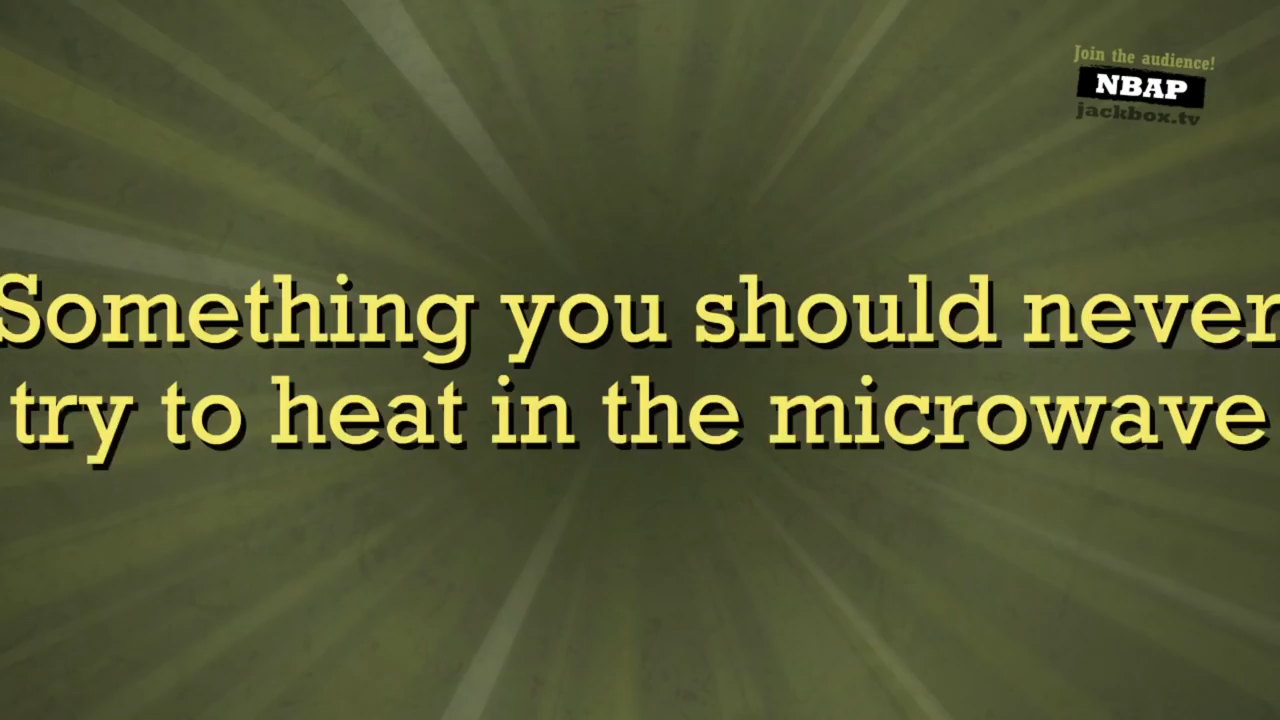 Join the audience!
NBAP
jackbox.tv
Something you should never
try to heat in the microwave